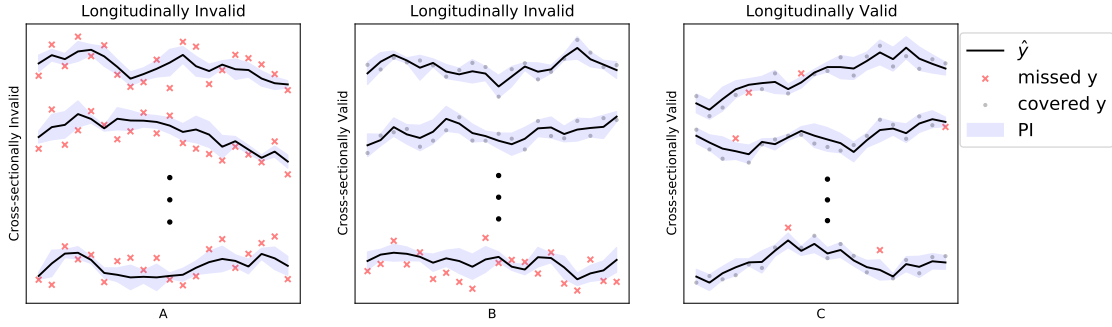 Longitudinally Invalid
Longitudinally Invalid
Longitudinally Valid
Cross-sectionally Invalid
Cross-sectionally Valid
Cross-sectionally Valid
ŷ
missed y
covered y
PI
A
B
C